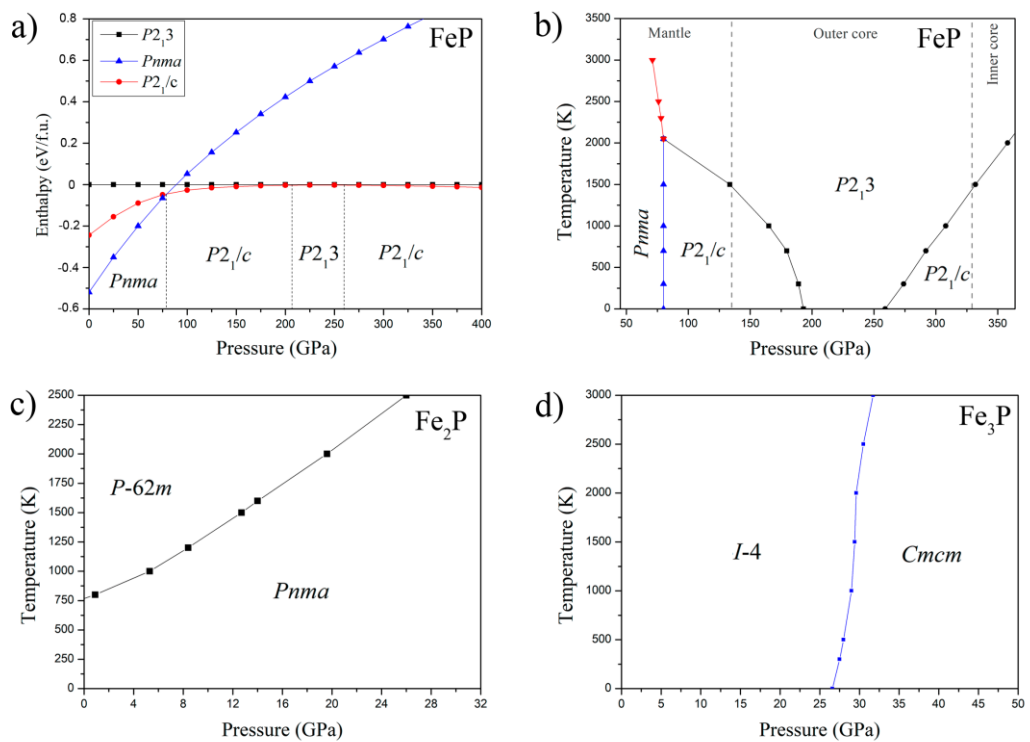 a)
FeP
P2₁3
Pnma
P2₁/c
Enthalpy (eV/f.u.)
0.8
0.6
0.4
0.2
0
-0.2
-0.4
-0.6
Pnma
P2₁/c
P2₁3
P2₁/c
0 50 100 150 200 250 300 350 400
Pressure (GPa)
b)
Mantle
Outer core
Inner core
FeP
Temperature (K)
3500
3000
2500
2000
1500
1000
500
0
Pnma
P2₁/c
P2₁3
P2₁/c
50 100 150 200 250 300 350
Pressure (GPa)
c)
Fe₂P
Temperature (K)
2500
2250
2000
1750
1500
1250
1000
750
500
250
0
P-62m
Pnma
0 4 8 12 16 20 24 28 32
Pressure (GPa)
d)
Fe₃P
Temperature (K)
3000
2500
2000
1500
1000
500
0
I-4
Cmcm
0 5 10 15 20 25 30 35 40 45 50
Pressure (GPa)